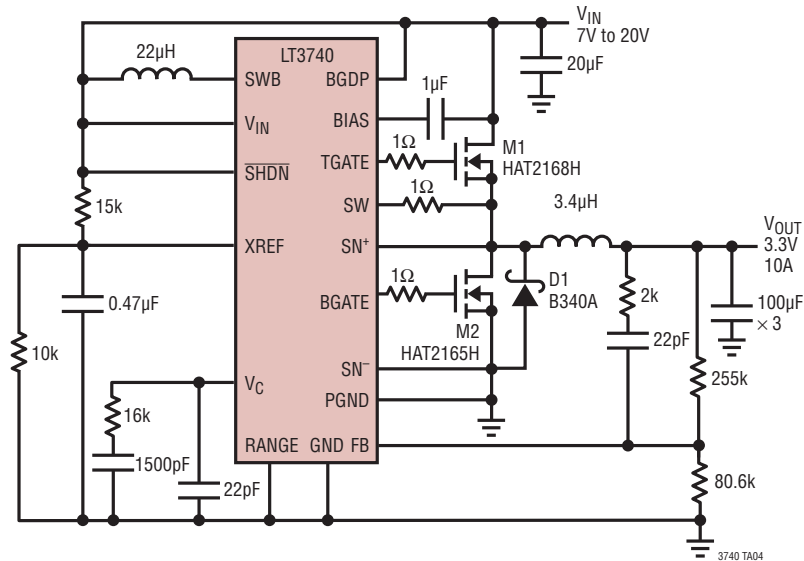 V_IN
7V to 20V
22µH
LT3740
SWB
BGDP
20µF
1µF
V_IN
BIAS
1Ω
M1
HAT2168H
SHDN
TGATE
1Ω
15k
SW
3.4µH
V_OUT
3.3V
10A
XREF
SN+
D1
B340A
1Ω
0.47µF
BGATE
2k
100µF
× 3
10k
M2
HAT2165H
22pF
SN−
255k
V_C
PGND
16k
RANGE
GND
FB
1500pF
22pF
80.6k
3740 TA04